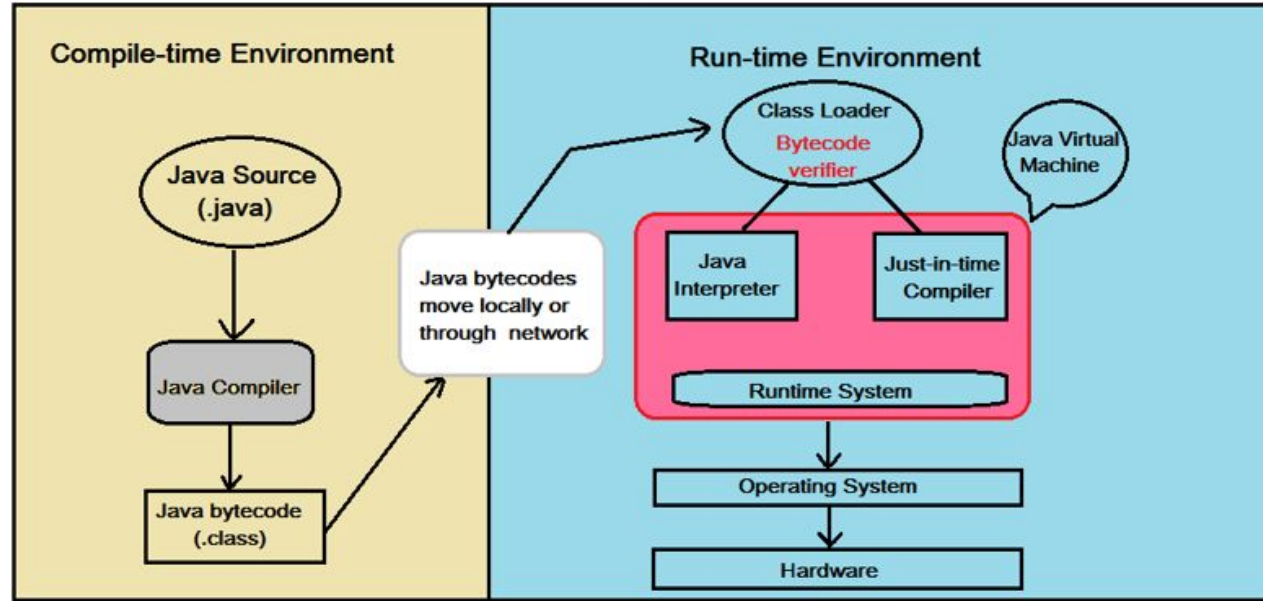 Compile-time Environment
Java Source
(.java)
Java Compiler
Java bytecode
(.class)
Java bytecodes
move locally or
through network
Run-time Environment
Class Loader
Bytecode
verifier
Java Virtual
Machine
Java
Interpreter
Just-in-time
Compiler
Runtime System
Operating System
Hardware